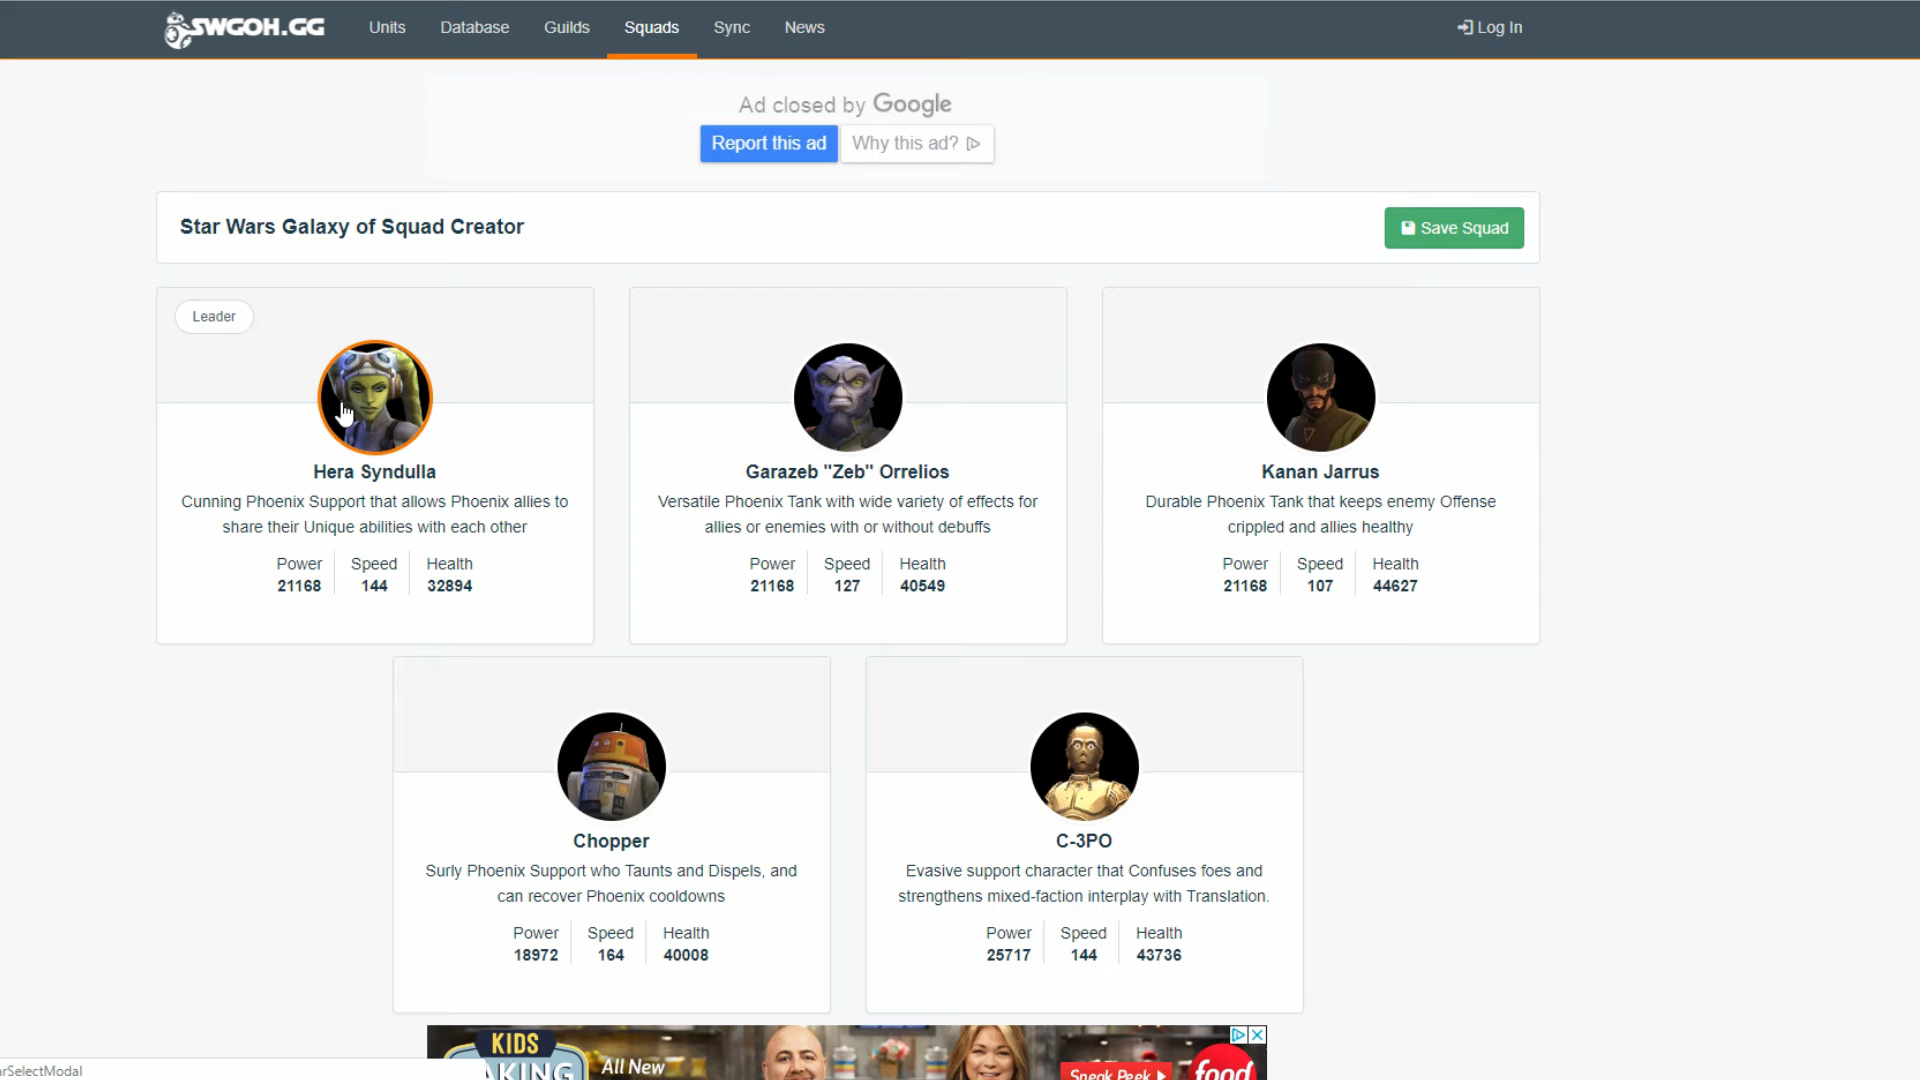 SWGOH.GG Units Database Guilds Squads Sync News Log In
Ad closed by Google
Report this ad Why this ad?
Star Wars Galaxy of Squad Creator Save Squad
Leader
Hera Syndulla
Cunning Phoenix Support that allows Phoenix allies to
share their Unique abilities with each other
Power Speed Health
21168 144 32894
Garazeb "Zeb" Orrelios
Versatile Phoenix Tank with wide variety of effects for
allies or enemies with or without debuffs
Power Speed Health
21168 127 40549
Kanan Jarrus
Durable Phoenix Tank that keeps enemy Offense
crippled and allies healthy
Power Speed Health
21168 107 44627
Chopper
Surly Phoenix Support who Taunts and Dispels, and
can recover Phoenix cooldowns
Power Speed Health
18972 164 40008
C-3PO
Evasive support character that Confuses foes and
strengthens mixed-faction interplay with Translation.
Power Speed Health
25717 144 43736
KIDS
AKING
All New
Sneak Peek
food
arSelectModal